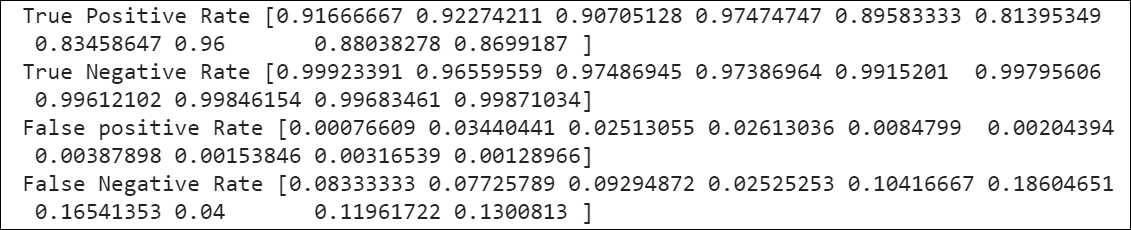 True Positive Rate [0.91666667 0.92274211 0.90705128 0.97474747 0.89583333 0.81395349
0.83458647 0.96       0.88038278 0.8699187 ]
True Negative Rate [0.99923391 0.96559559 0.97486945 0.97386964 0.9915201  0.99795606
0.99612102 0.99846154 0.99683461 0.99871034]
False positive Rate [0.00076609 0.03440441 0.02513055 0.02613036 0.0084799  0.00204394
0.00387898 0.00153846 0.00316539 0.00128966]
False Negative Rate [0.08333333 0.07725789 0.09294872 0.02525253 0.10416667 0.18604651
0.16541353 0.04       0.11961722 0.1300813 ]